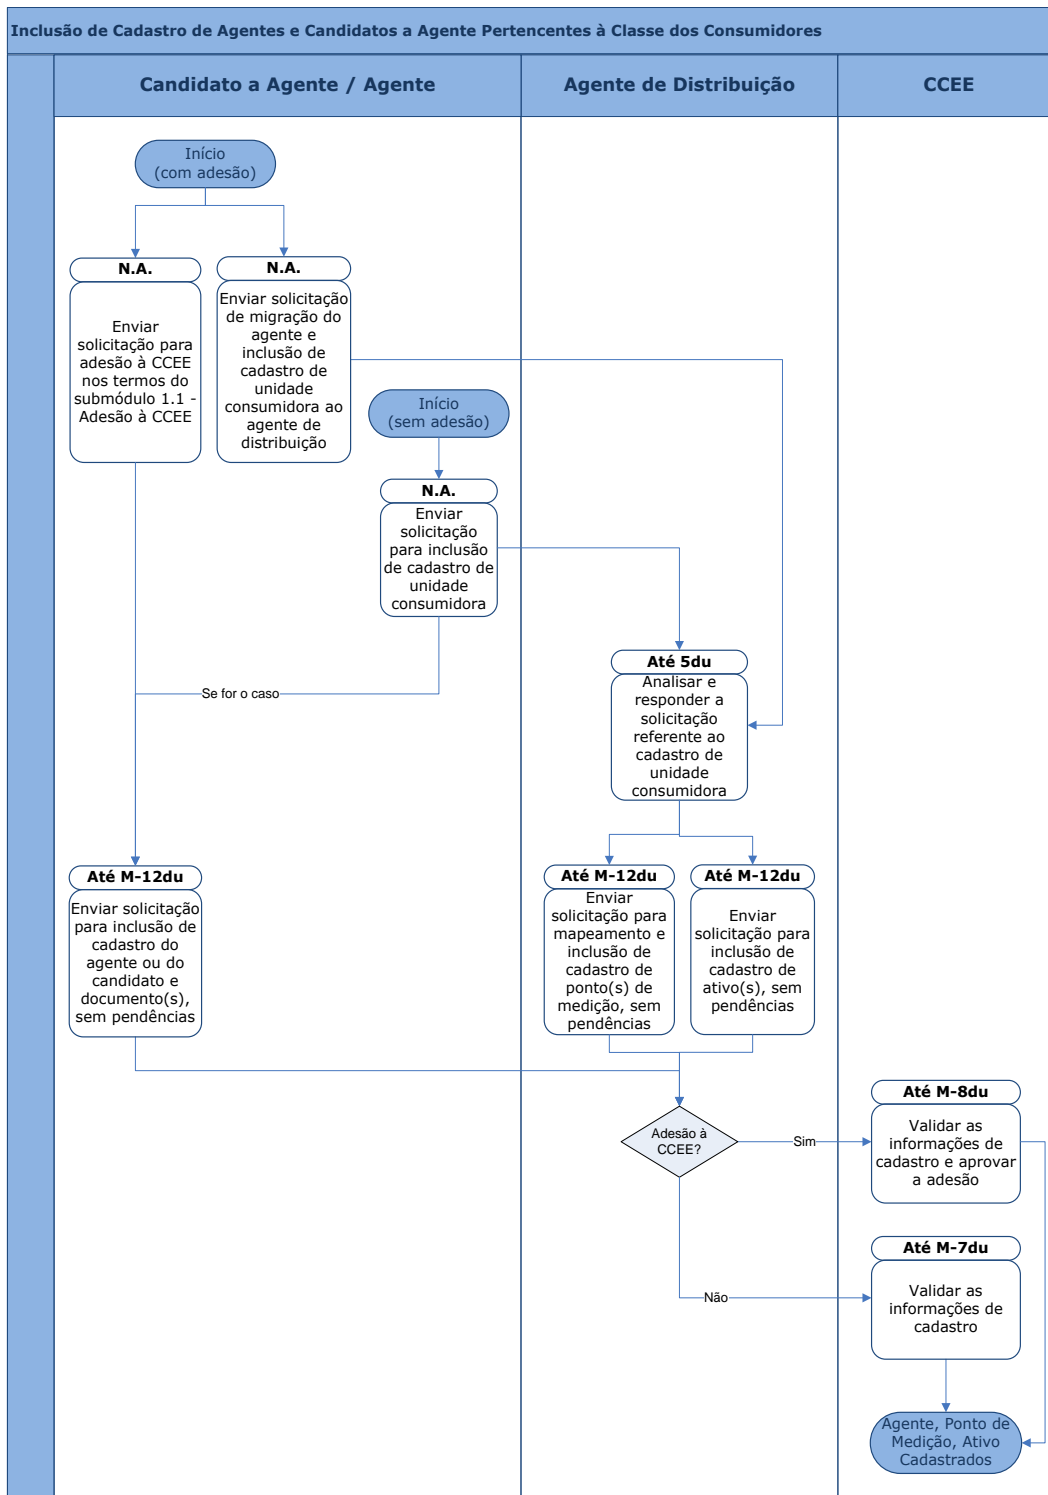 Inclusão de Cadastro de Agentes e Candidatos a Agente Pertencentes à Classe dos Consumidores
Candidato a Agente / Agente
Agente de Distribuição
CCEE
Início
(com adesão)
N.A.
Enviar
solicitação para
adesão à CCEE
nos termos do
submódulo 1.1 -
Adesão à CCEE
N.A.
Enviar solicitação
de migração do
agente e
inclusão de
cadastro de
unidade
consumidora ao
agente de
distribuição
Início
(sem adesão)
N.A.
Enviar
solicitação
para inclusão
de cadastro de
unidade
consumidora
Até 5du
Analisar e
responder a
solicitação
referente ao
cadastro de
unidade
consumidora
Se for o caso
Até M-12du
Enviar solicitação
para inclusão de
cadastro do
agente ou do
candidato e
documento(s),
sem pendências
Até M-12du
Enviar
solicitação para
mapeamento e
inclusão de
cadastro de
ponto(s) de
medição, sem
pendências
Até M-12du
Enviar
solicitação para
inclusão de
cadastro de
ativo(s), sem
pendências
Adesão à
CCEE?
Sim
Até M-8du
Validar as
informações de
cadastro e aprovar
a adesão
Não
Até M-7du
Validar as
informações de
cadastro
Agente, Ponto de
Medição, Ativo
Cadastrados